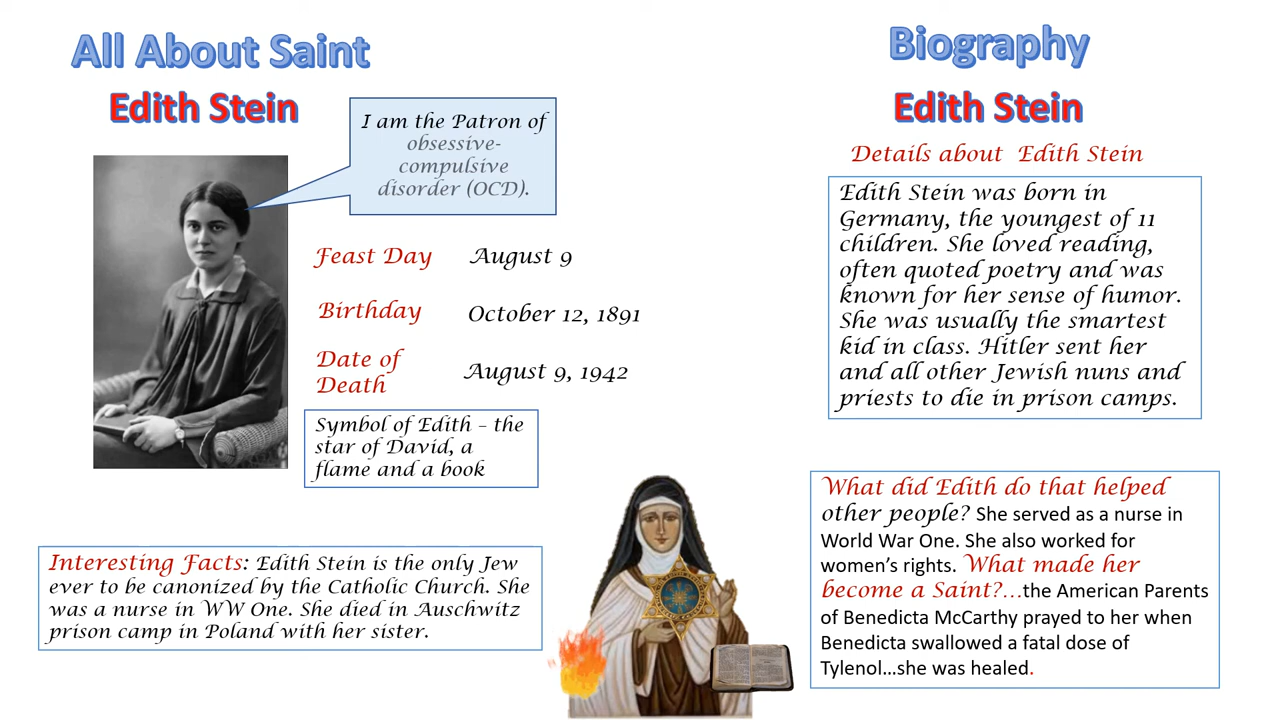 All About Saint
Edith Stein
I am the Patron of
obsessive-
compulsive
disorder (OCD).
Feast Day August 9
Birthday October 12, 1891
Date of
Death August 9, 1942
Symbol of Edith – the
star of David, a
flame and a book
Interesting Facts: Edith Stein is the only Jew
ever to be canonized by the Catholic Church. She
was a nurse in WW One. She died in Auschwitz
prison camp in Poland with her sister.
Biography
Edith Stein
Details about Edith Stein
Edith Stein was born in
Germany, the youngest of 11
children. She loved reading,
often quoted poetry and was
known for her sense of humor.
She was usually the smartest
kid in class. Hitler sent her
and all other Jewish nuns and
priests to die in prison camps.
What did Edith do that helped
other people? She served as a nurse in
World War One. She also worked for
women’s rights. What made her
become a Saint?…the American Parents
of Benedicta McCarthy prayed to her when
Benedicta swallowed a fatal dose of
Tylenol…she was healed.